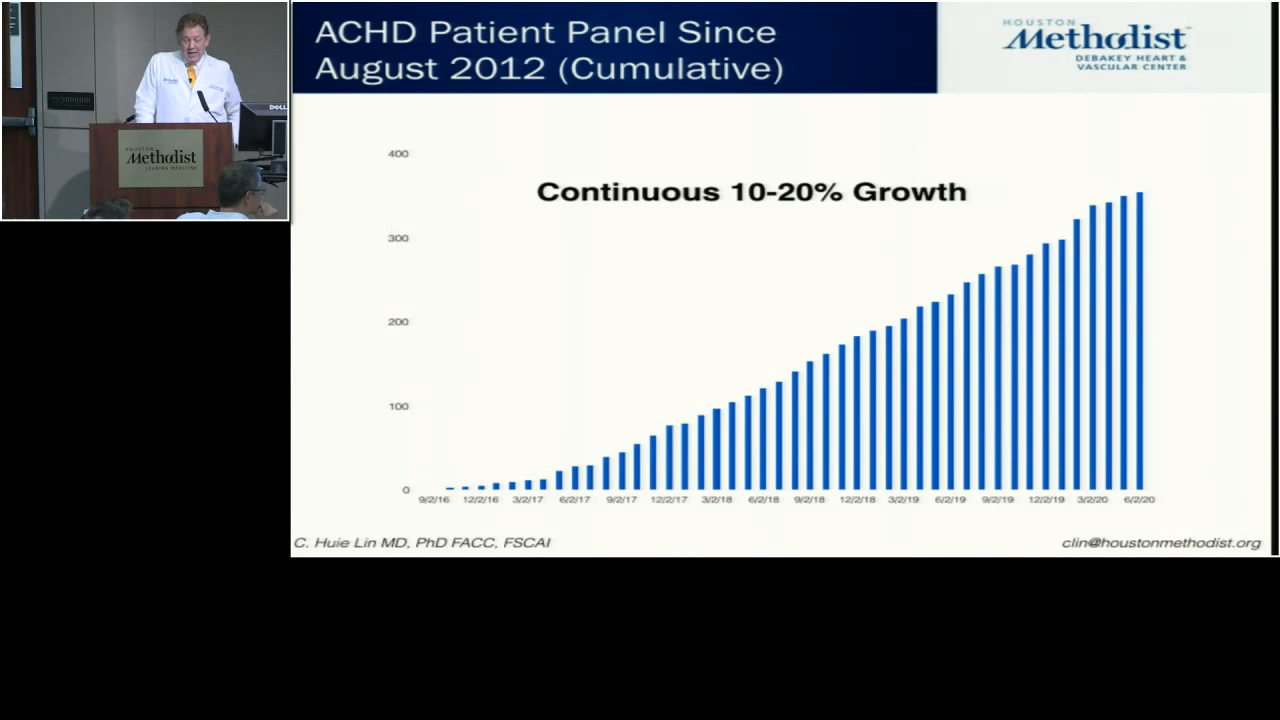 ACHD Patient Panel Since
August 2012 (Cumulative)
HOUSTON
Methodist
DEBAKEY HEART &
VASCULAR CENTER
DELL
HOUSTON
Methodist
LEADING MEDICINE
Continuous 10-20% Growth
400
300
200
100
0
9/2/16 12/2/16 3/2/17 6/2/17 9/2/17 12/2/17 3/2/18 6/2/18 9/2/18 12/2/18 3/2/19 6/2/19 9/2/19 12/2/19 3/2/20 6/2/20
C. Huie Lin MD, PhD FACC, FSCAI
clin@houstonmethodist.org